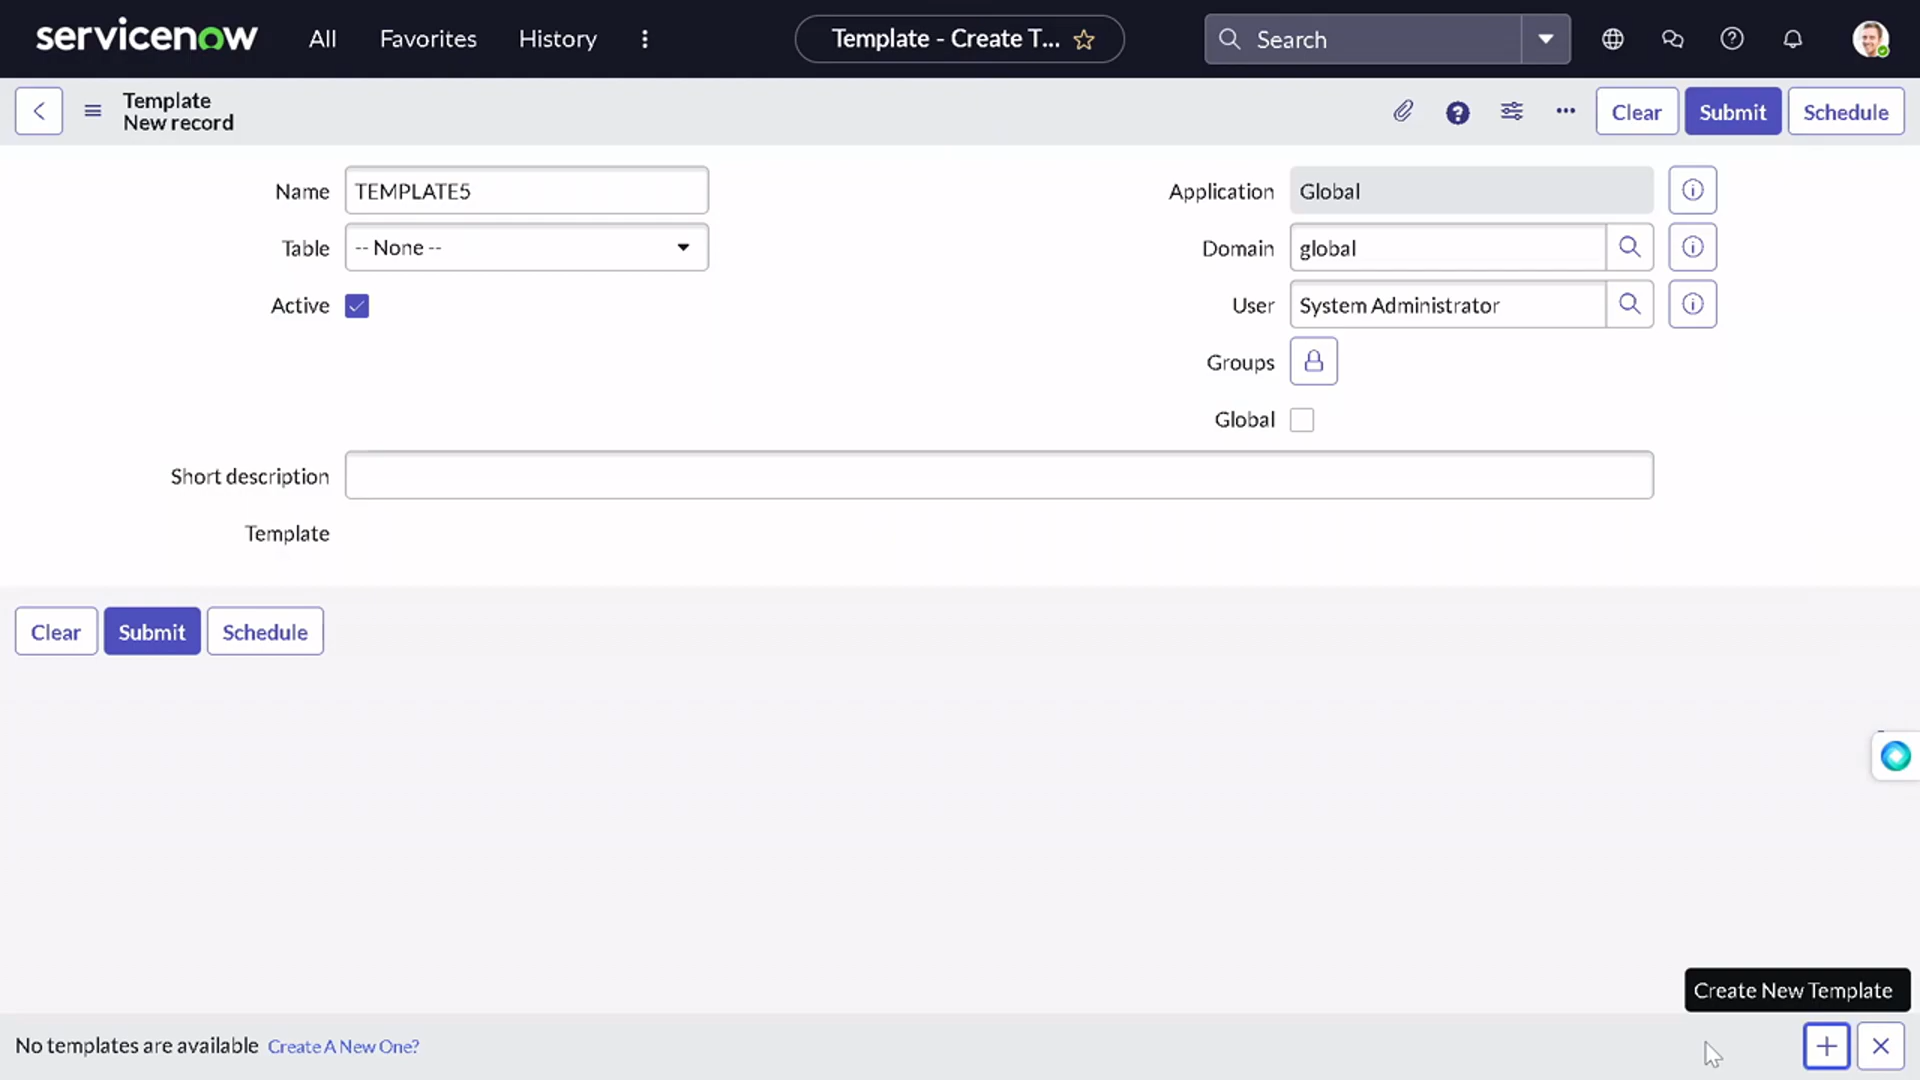 servicenow All Favorites History Template - Create T... Search
Template
New record
Clear Submit Schedule
Name TEMPLATE5 Application Global
Table -- None -- Domain global
Active User System Administrator
Groups
Global
Short description
Template
Clear Submit Schedule
Create New Template
No templates are available Create A New One?